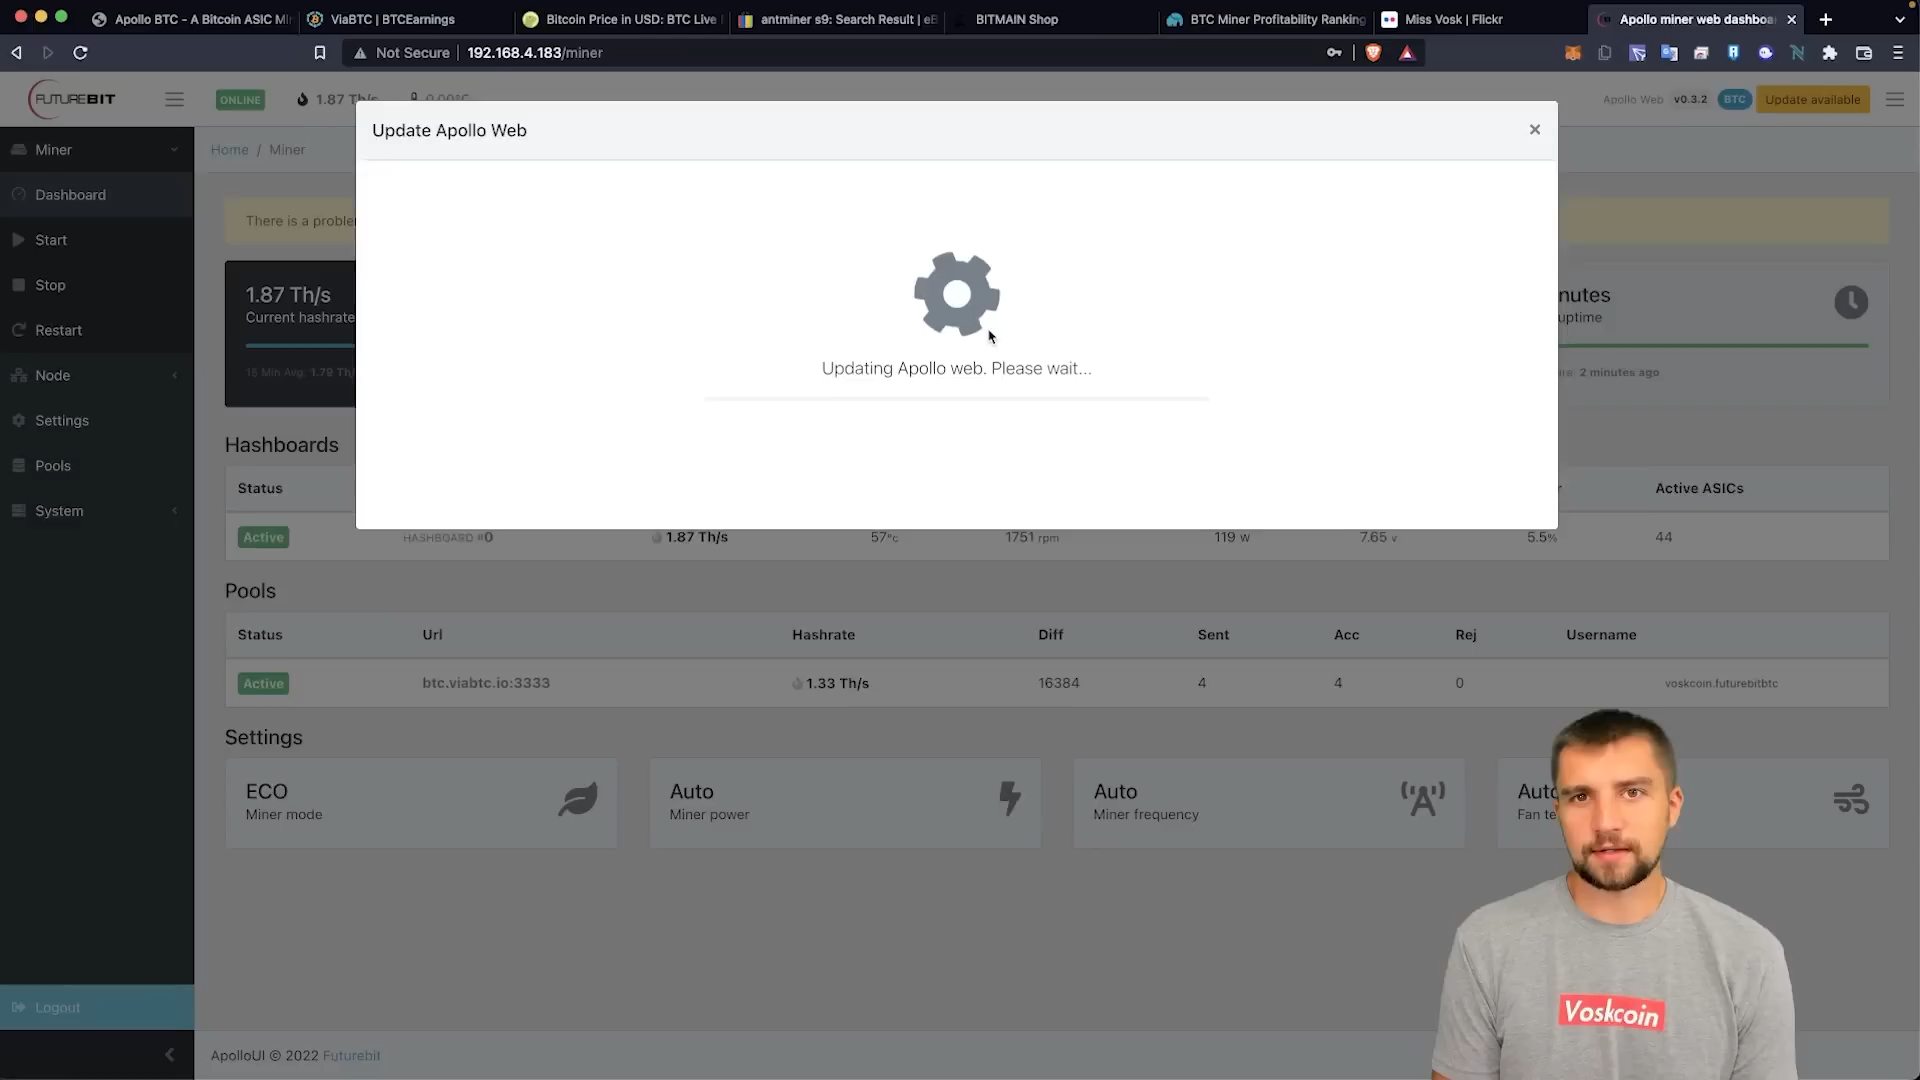 Apollo BTC - A Bitcoin ASIC Mi
ViaBTC | BTCEarnings
Bitcoin Price in USD: BTC Live
antminer s9: Search Result | eB
BITMAIN Shop
BTC Miner Profitability Ranking
Miss Vosk | Flickr
Apollo miner web dashboa
Not Secure
192.168.4.183/miner
FUTUREBIT
ONLINE
1.87 Th/s
0.00°C
Apollo Web v0.3.2
BTC
Update available
Update Apollo Web
Miner
Home / Miner
Dashboard
There is a proble
Start
Stop
Restart
1.87 Th/s
Current hashrate
15 Min Avg: 1.79 Th/
nutes
uptime
2 minutes ago
Updating Apollo web. Please wait...
Node
Settings
Pools
System
Hashboards
Status
Active ASICs
Active
HASHBOARD #0
1.87 Th/s
57°c
1751 rpm
119 W
7.65 v
5.5%
44
Pools
Status
Url
Hashrate
Diff
Sent
Acc
Rej
Username
Active
btc.viabtc.io:3333
1.33 Th/s
16384
4
4
0
voskcoin.futurebitbtc
Settings
ECO
Miner mode
Auto
Miner power
Auto
Miner frequency
Auto
Fan te
Logout
ApolloUI © 2022 Futurebit
Voskcoin